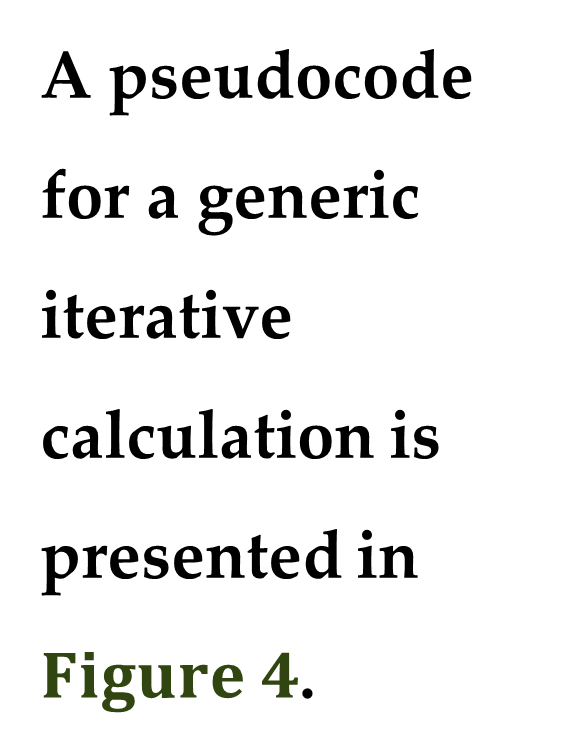 A pseudocode
for a generic
iterative
calculation is
presented in
Figure 4.